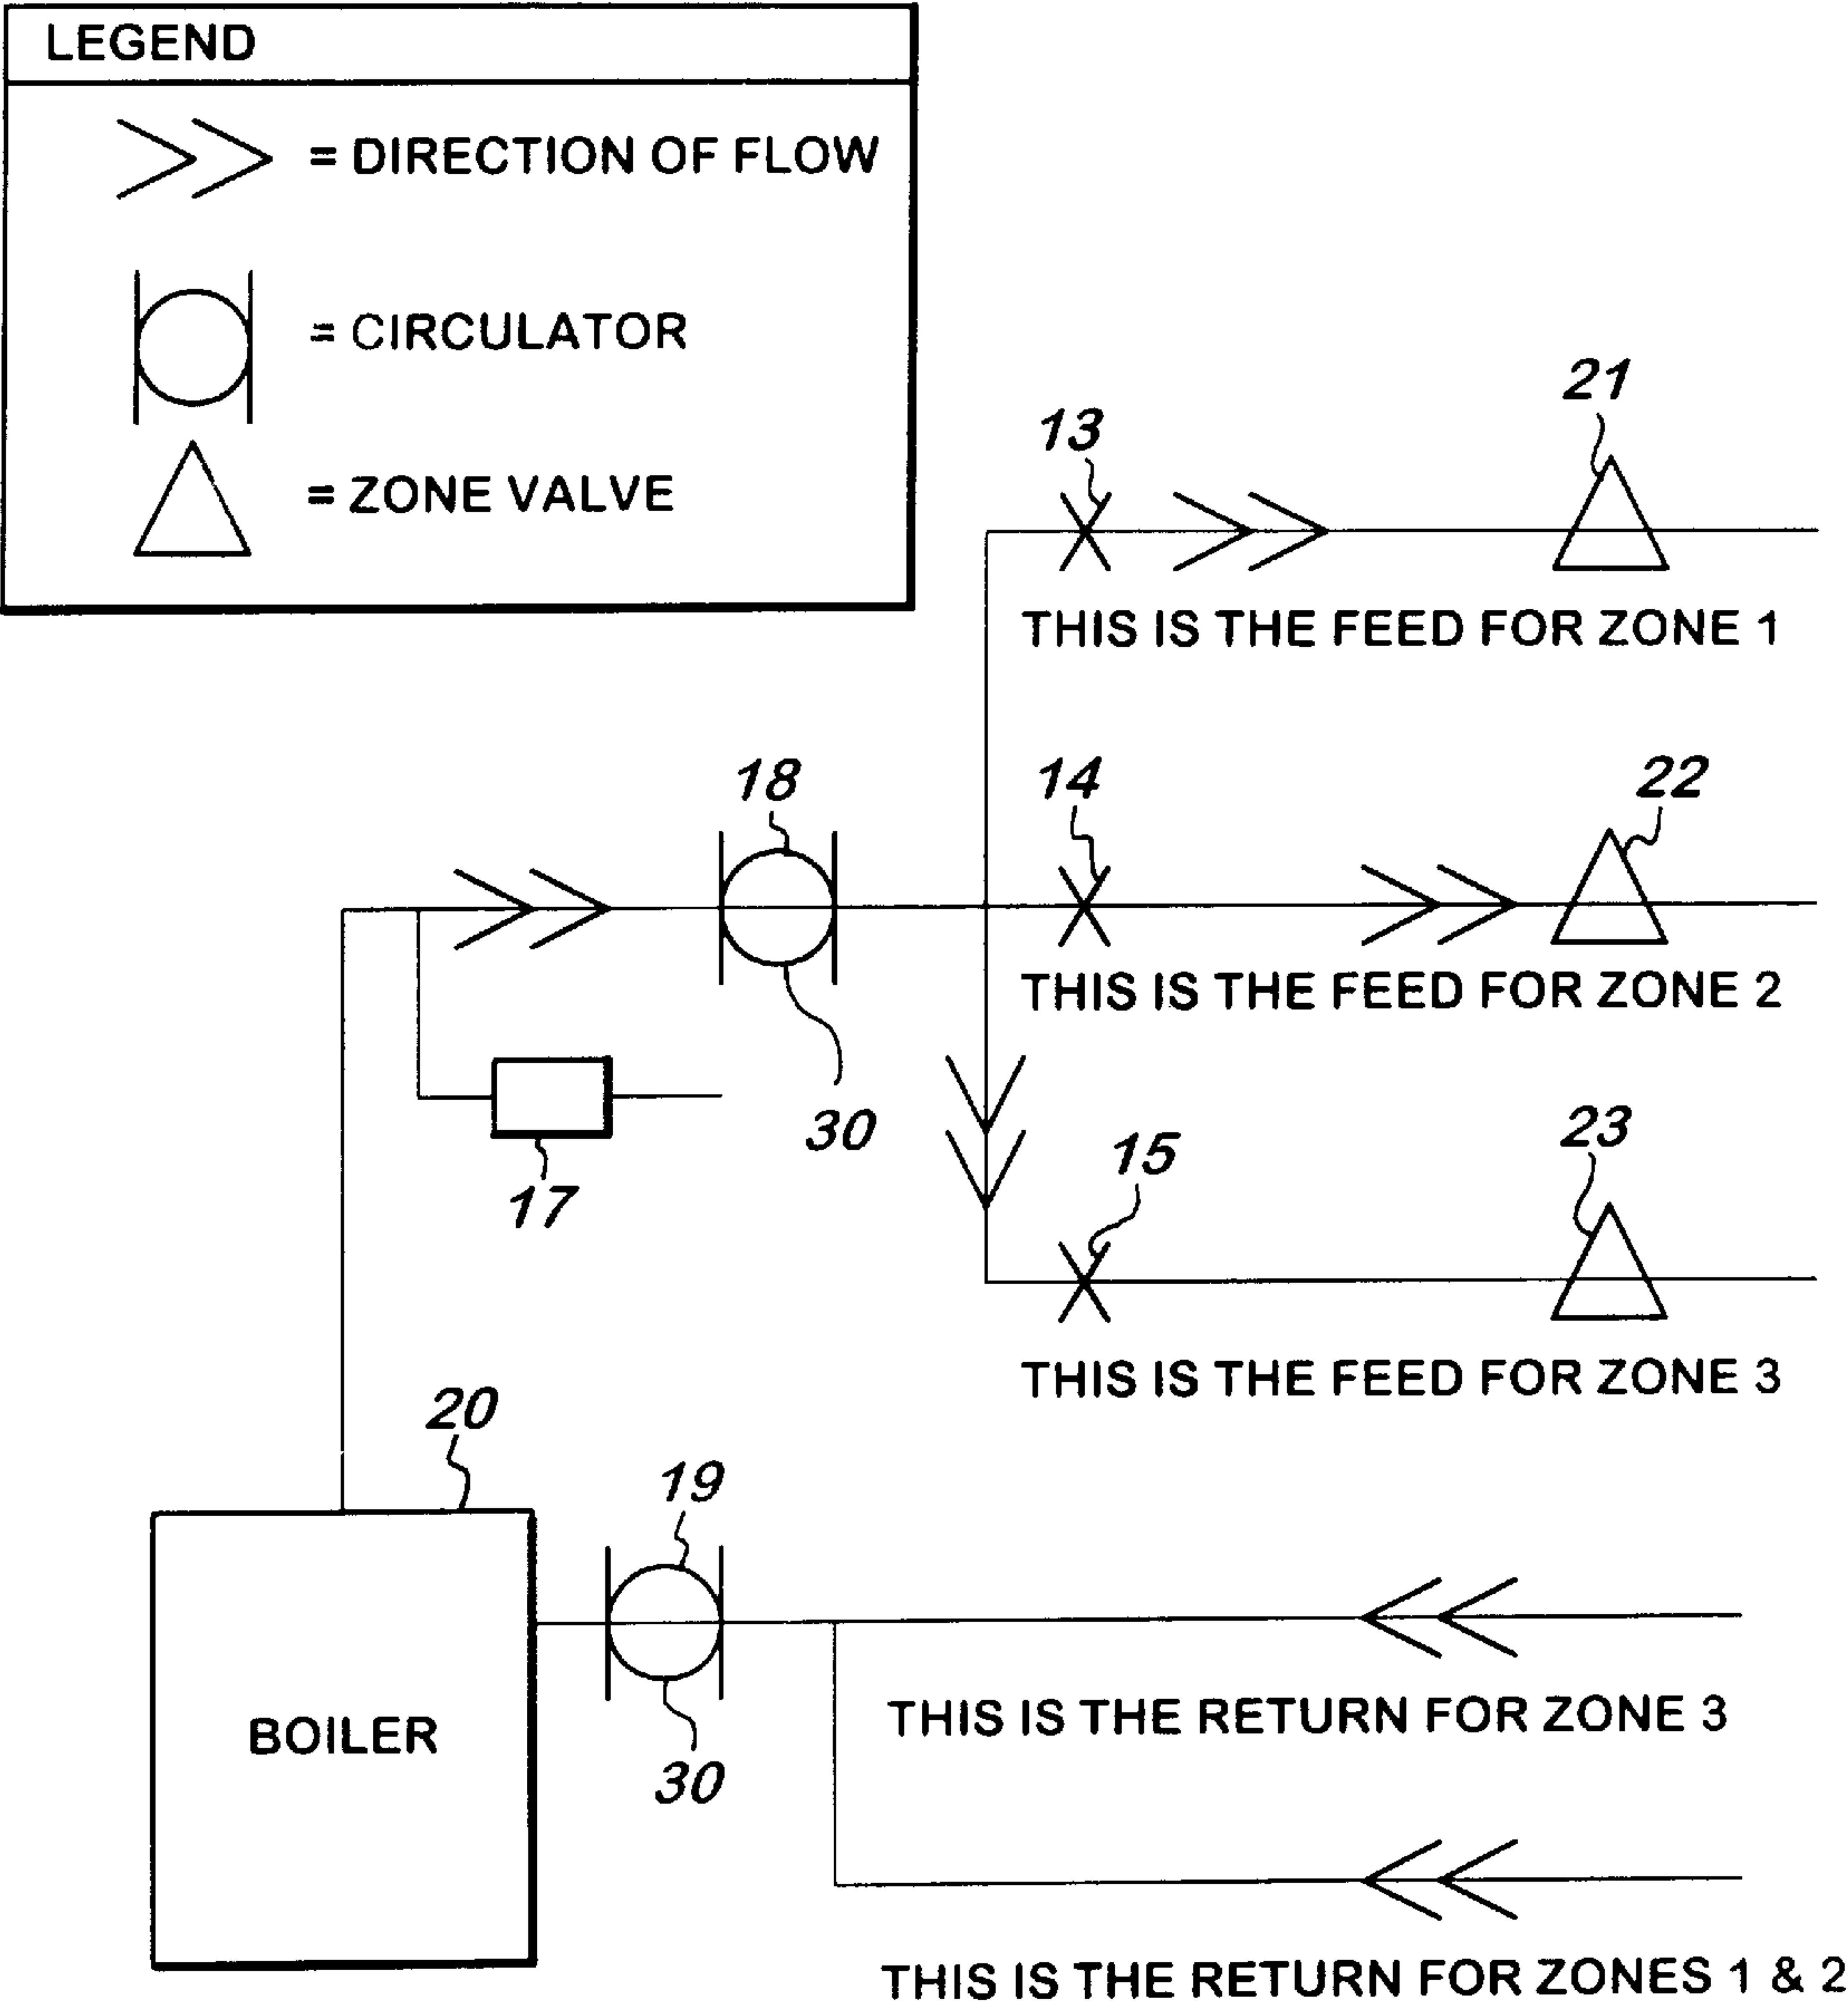 LEGEND
= DIRECTION OF FLOW
= CIRCULATOR
= ZONE VALVE
21
13
THIS IS THE FEED FOR ZONE 1
18
14
22
THIS IS THE FEED FOR ZONE 2
30
17
15
23
THIS IS THE FEED FOR ZONE 3
20
19
BOILER
THIS IS THE RETURN FOR ZONE 3
30
THIS IS THE RETURN FOR ZONES 1 & 2